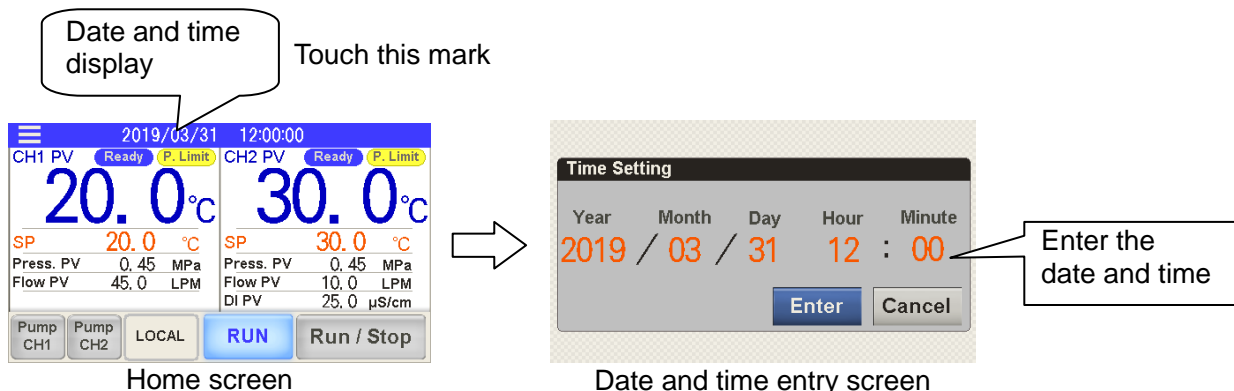 Date and time
display
Touch this mark
2019/03/31 12:00:00
CH1 PV Ready P. Limit CH2 PV Ready P. Limit
20.0℃ 30.0℃
SP 20.0 ℃ SP 30.0 ℃
Press. PV 0.45 MPa Press. PV 0.45 MPa
Flow PV 45.0 LPM Flow PV 10.0 LPM
DI PV 25.0 µS/cm
Pump CH1 Pump CH2 LOCAL RUN Run / Stop
Home screen
Time Setting
Year Month Day Hour Minute
2019 / 03 / 31 12 : 00
Enter Cancel
Enter the
date and time
Date and time entry screen